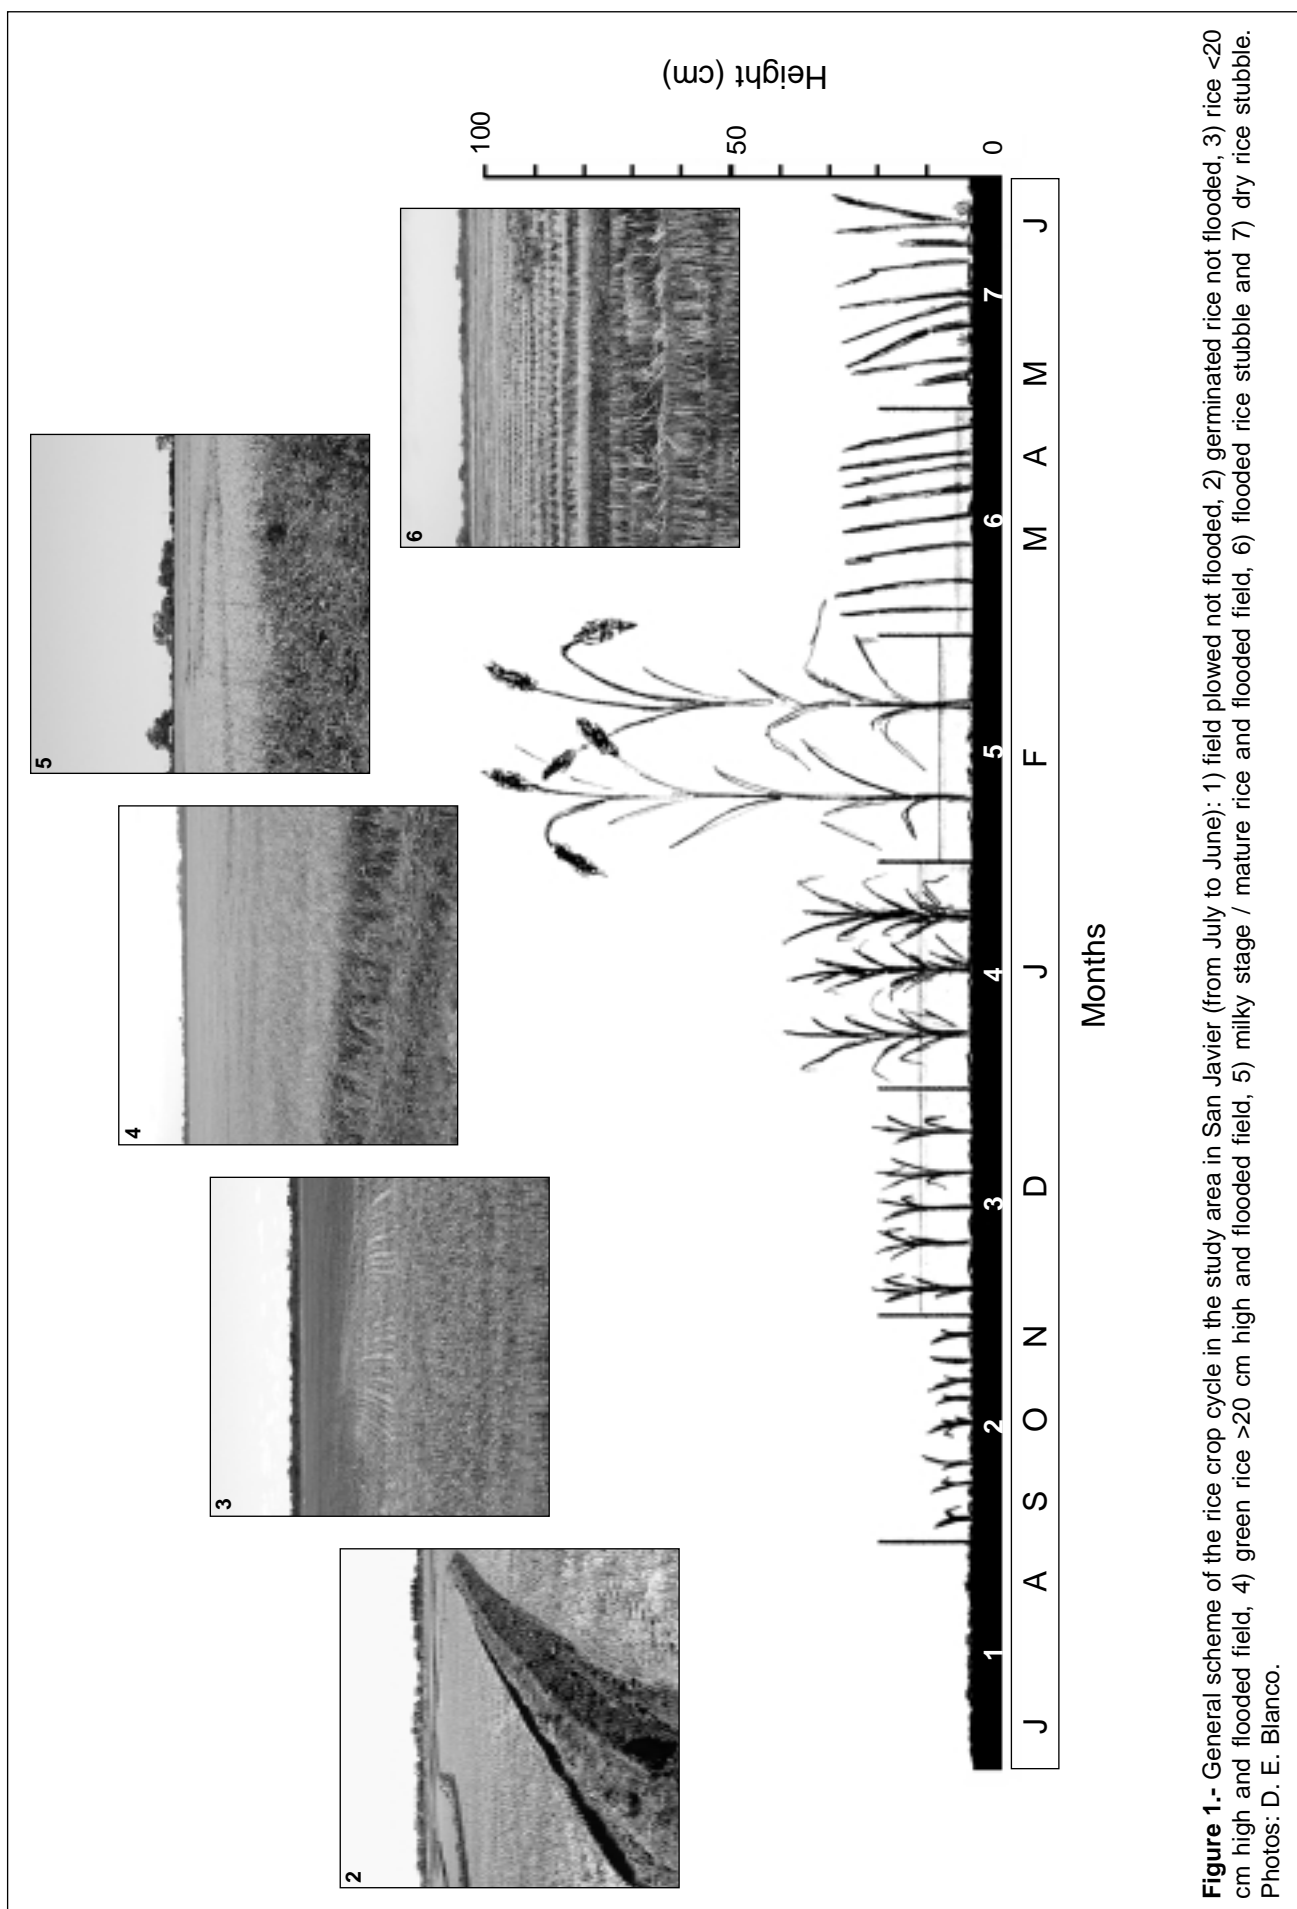 2
3
4
5
6
100
50
0
Height (cm)
1 2 3 4 5 6 7
J A S O N D J F M A M J
Months
Figure 1.- General scheme of the rice crop cycle in the study area in San Javier (from July to June): 1) field plowed not flooded, 2) germinated rice not flooded, 3) rice <20
cm high and flooded field, 4) green rice >20 cm high and flooded field, 5) milky stage / mature rice and flooded field, 6) flooded rice stubble and 7) dry rice stubble.
Photos: D. E. Blanco.